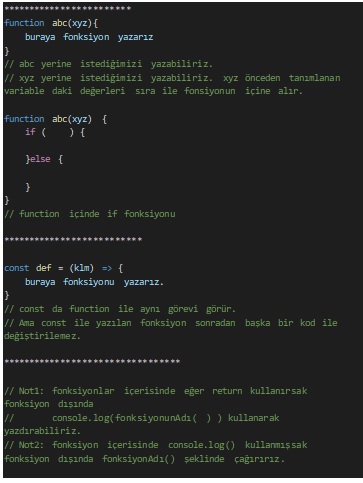 *************************
function abc(xyz){
buraya fonksiyon yazarız
}
// abc yerine istediğimizi yazabiliriz.
// xyz yerine istediğimizi yazabiliriz. xyz önceden tanımlanan
variable daki değerleri sıra ile fonsiyonun içine alır.
function abc(xyz) {
if ( ) {
}else {
}
}
// function içinde if fonksiyonu
***************************
const def = (klm) => {
buraya fonksiyonu yazarız.
}
// const da function ile aynı görevi görür.
// Ama const ile yazılan fonksiyon sonradan başka bir kod ile
değiştirilemez.
**********************************
// Not1: fonksiyonlar içerisinde eğer return kullanırsak
fonksiyon dışında
// console.log(fonksiyonunAdı( ) ) kullanarak
yazdırabiliriz.
// Not2: fonksiyon içerisinde console.log() kullanmışsak
fonksiyon dışında fonksiyonAdı() şeklinde çağırırız.